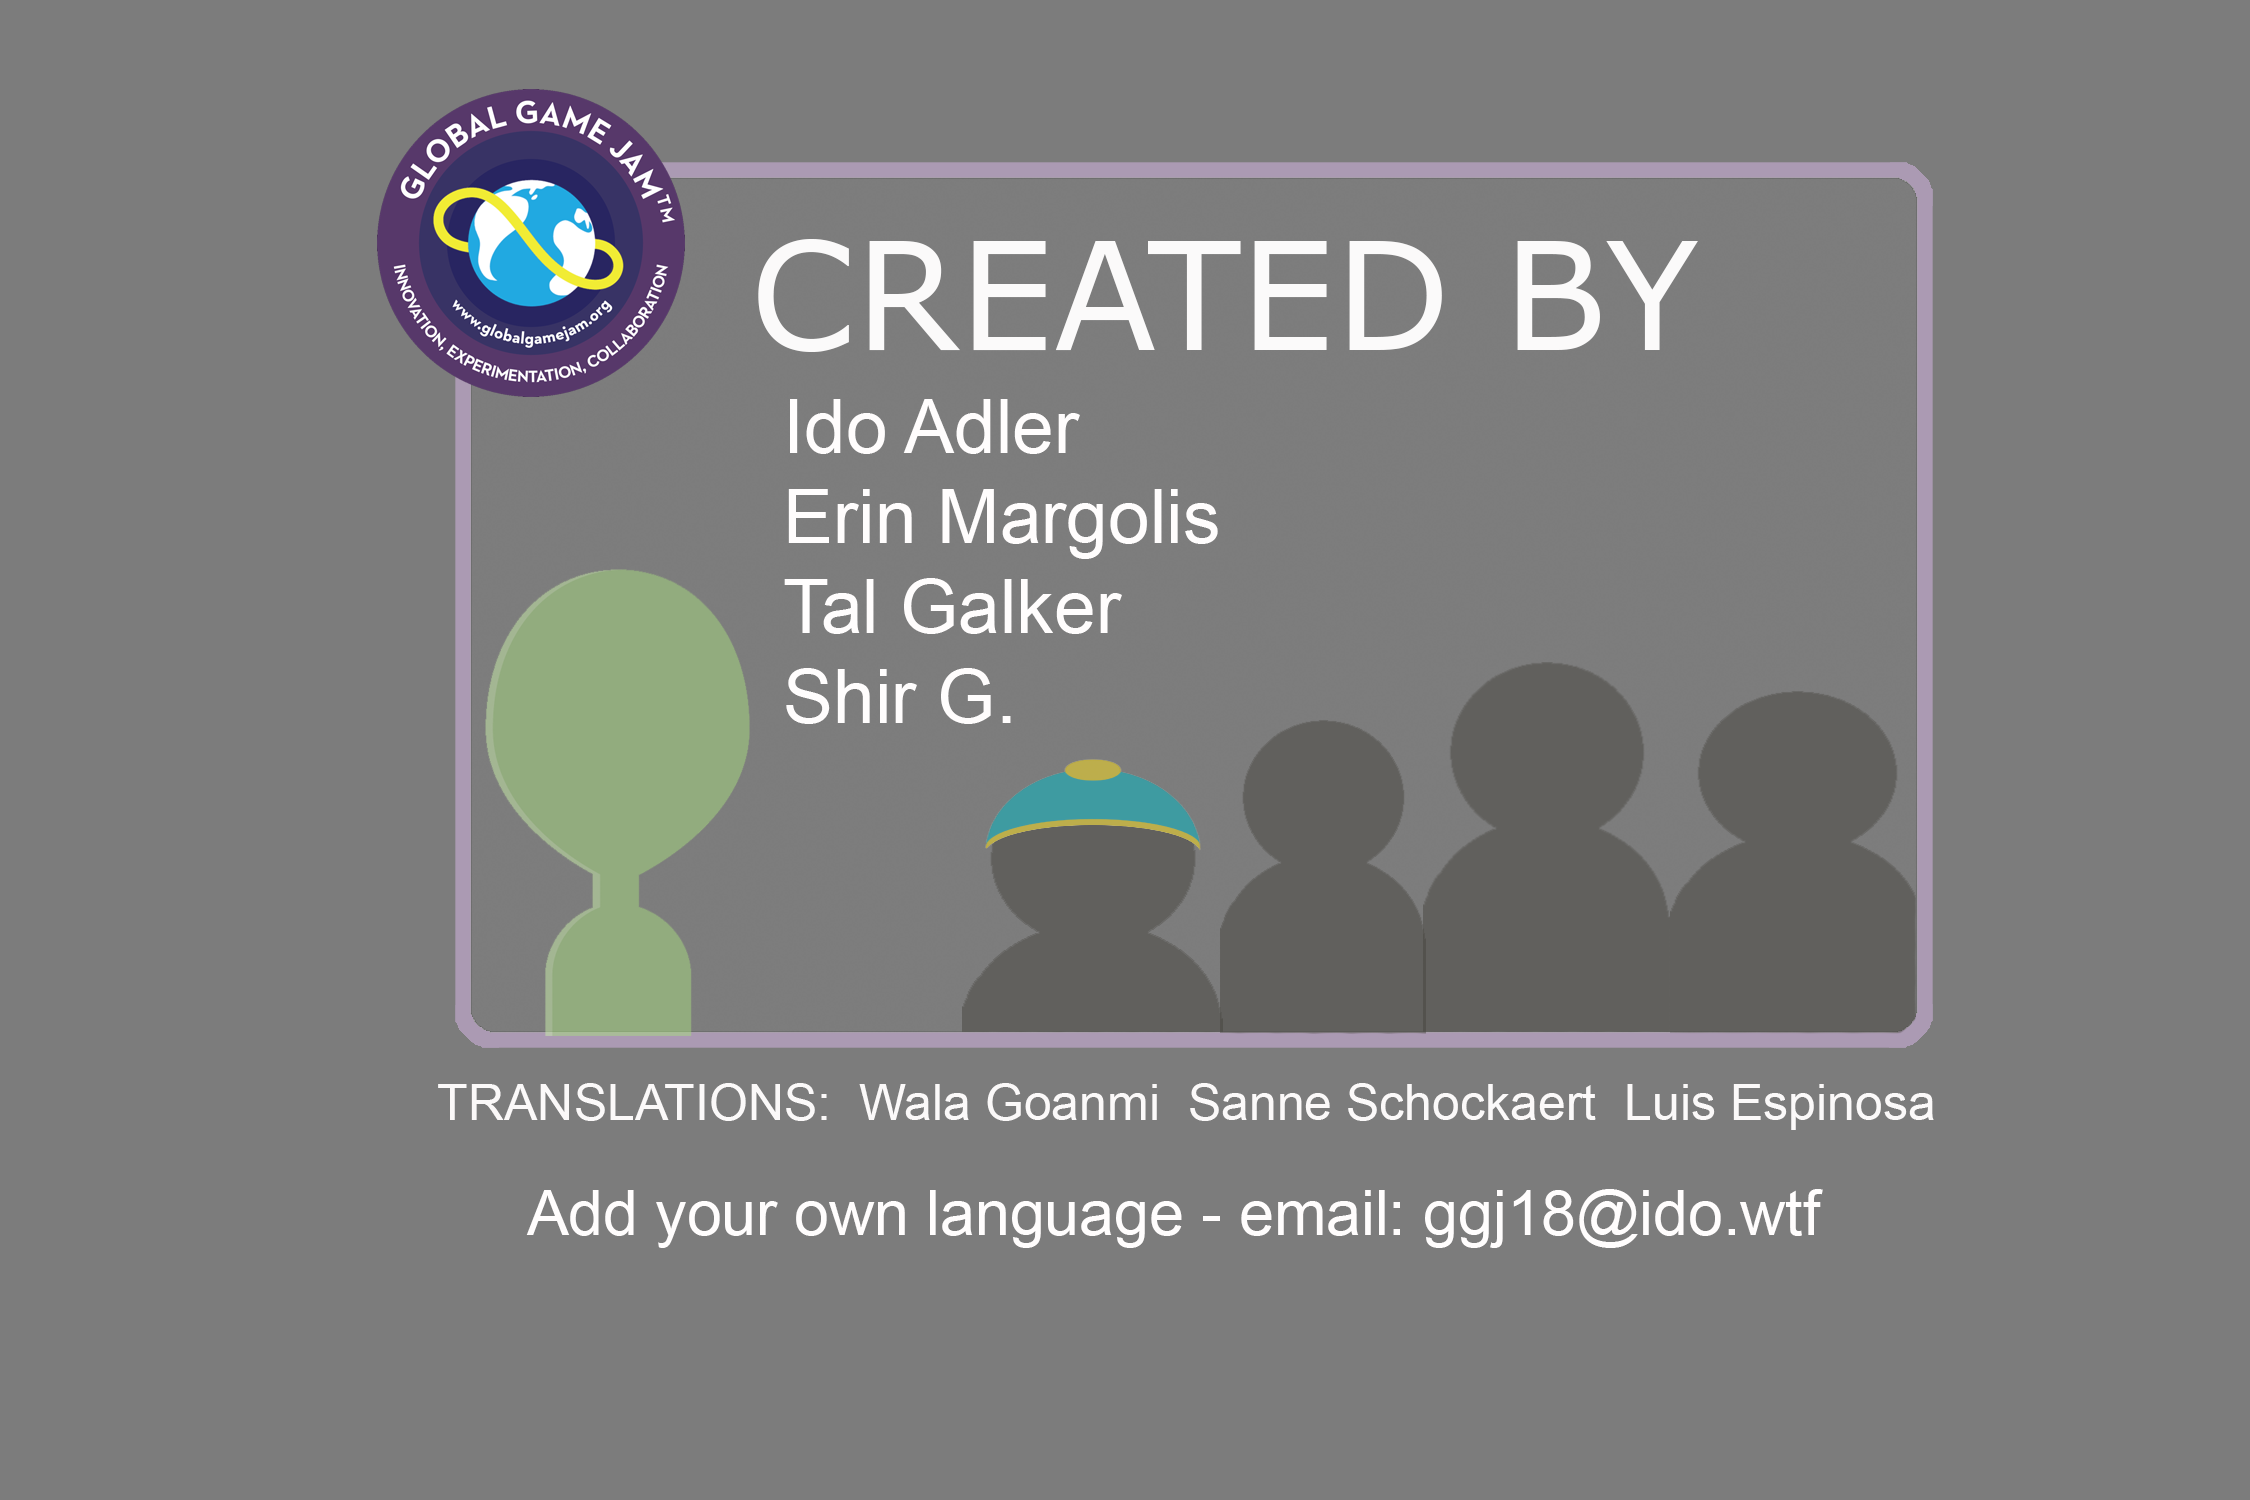 GLOBAL GAME JAM™
www.globalgamejam.org
INNOVATION, EXPERIMENTATION, COLLABORATION
CREATED BY
Ido Adler
Erin Margolis
Tal Galker
Shir G.
TRANSLATIONS: Wala Goanmi Sanne Schockaert Luis Espinosa
Add your own language - email: ggj18@ido.wtf